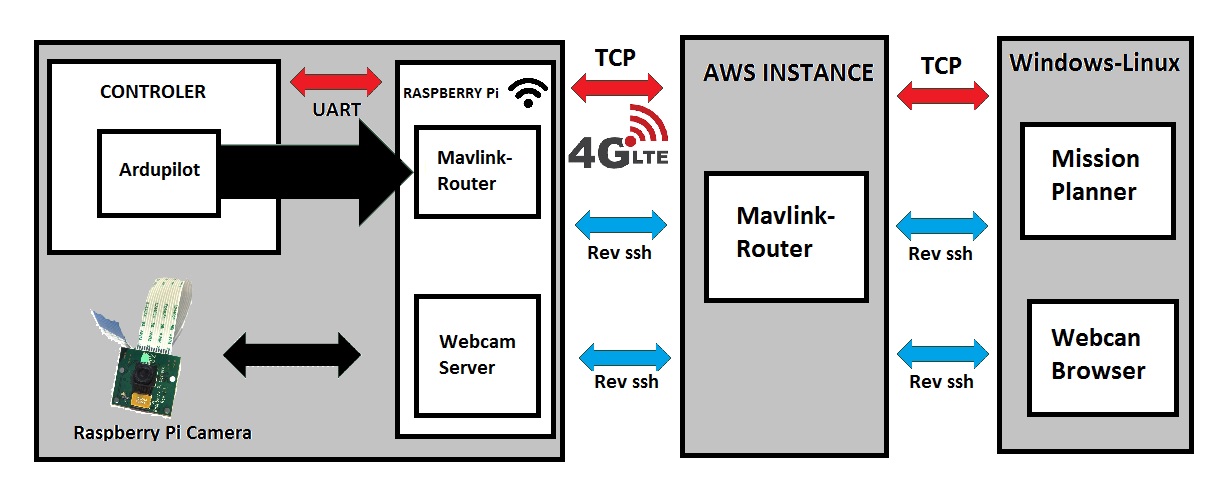 CONTROLER
Ardupilot
UART
RASPBERRY Pi
Mavlink-
Router
Webcam
Server
Raspberry Pi Camera
TCP
4G LTE
Rev ssh
Rev ssh
AWS INSTANCE
Mavlink-
Router
TCP
Rev ssh
Rev ssh
Windows-Linux
Mission
Planner
Webcan
Browser